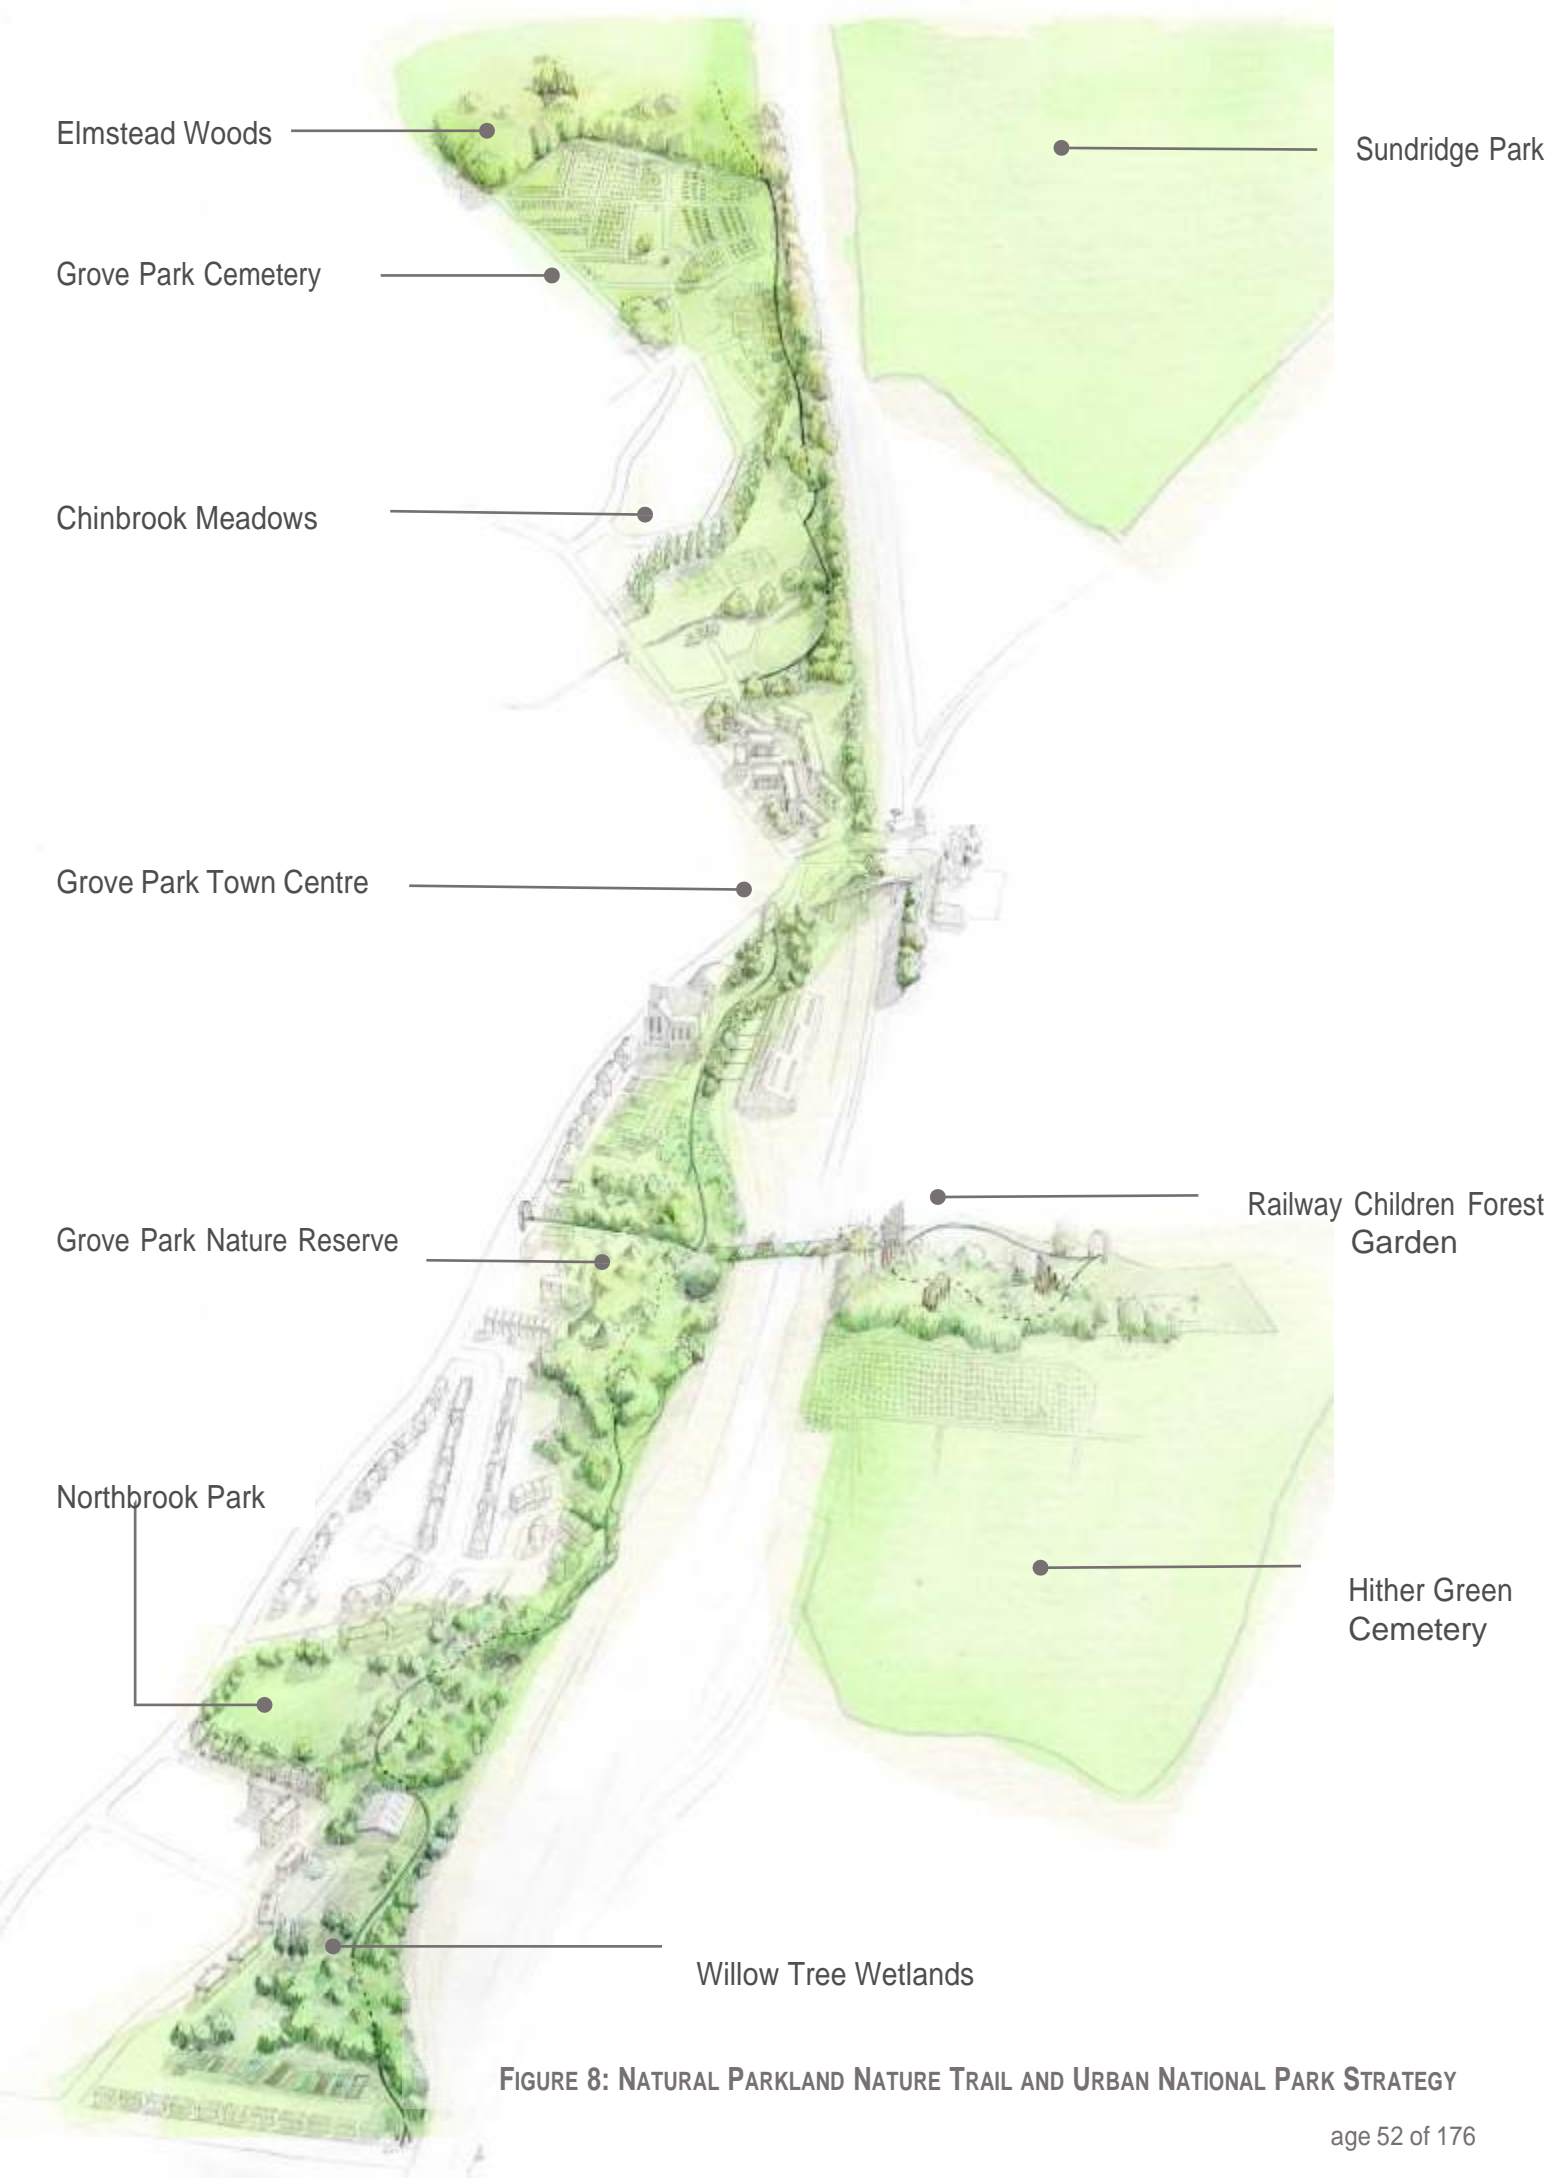 Elmstead Woods
Sundridge Park
Grove Park Cemetery
Chinbrook Meadows
Grove Park Town Centre
Railway Children Forest
Garden
Grove Park Nature Reserve
Northbrook Park
Hither Green
Cemetery
Willow Tree Wetlands
FIGURE 8: NATURAL PARKLAND NATURE TRAIL AND URBAN NATIONAL PARK STRATEGY
age 52 of 176